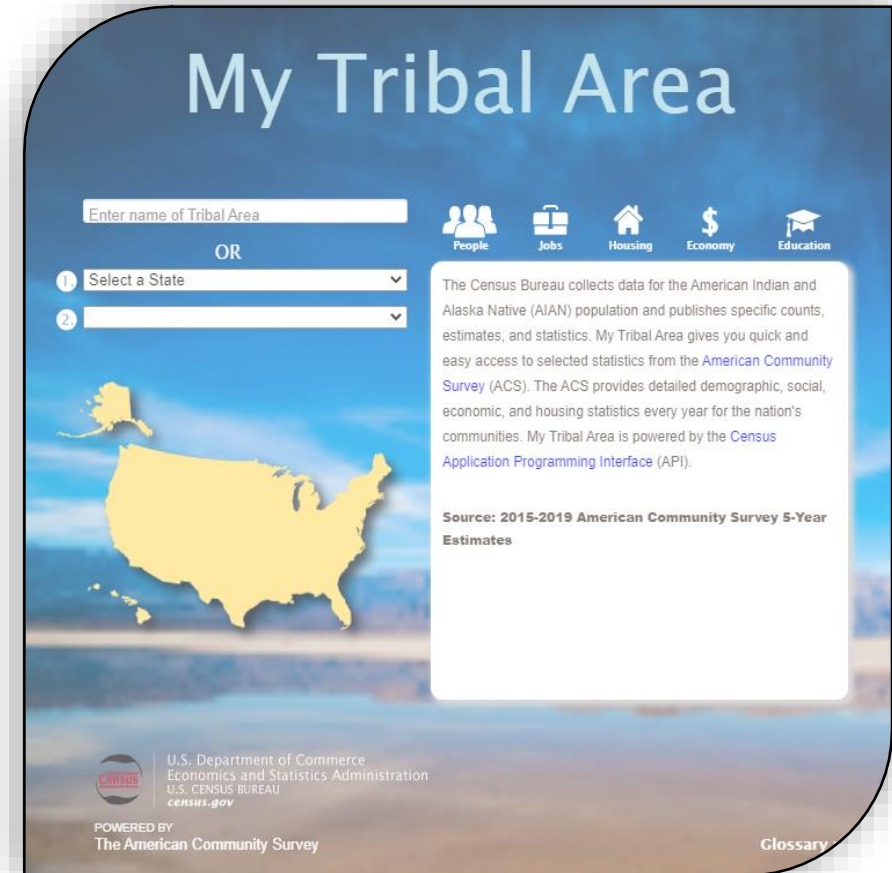 My Tribal Area
Enter name of Tribal Area
OR
1. Select a State
2.
People Jobs Housing Economy Education
The Census Bureau collects data for the American Indian and
Alaska Native (AIAN) population and publishes specific counts,
estimates, and statistics. My Tribal Area gives you quick and
easy access to selected statistics from the American Community
Survey (ACS). The ACS provides detailed demographic, social,
economic, and housing statistics every year for the nation's
communities. My Tribal Area is powered by the Census
Application Programming Interface (API).
Source: 2015-2019 American Community Survey 5-Year
Estimates
Census
U.S. Department of Commerce
Economics and Statistics Administration
U.S. CENSUS BUREAU
census.gov
POWERED BY
The American Community Survey
Glossary